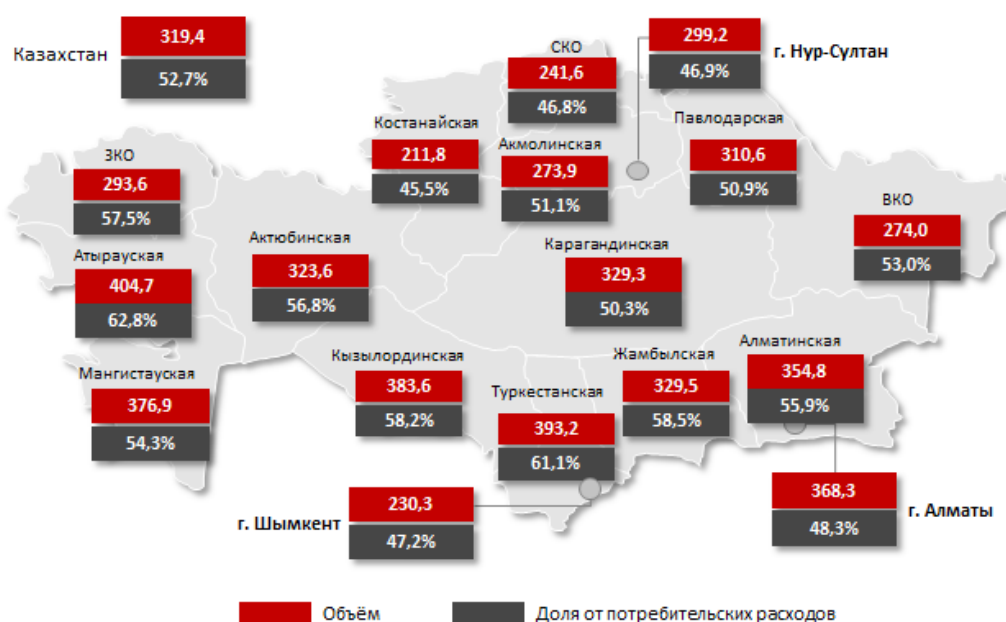 Казахстан
319,4
52,7%
СКО
241,6
46,8%
299,2
46,9%
г. Нур-Султан
Костанайская
211,8
45,5%
Акмолинская
273,9
51,1%
Павлодарская
310,6
50,9%
ЗКО
293,6
57,5%
ВКО
274,0
53,0%
Атырауская
404,7
62,8%
Актюбинская
323,6
56,8%
Карагандинская
329,3
50,3%
Мангистауская
376,9
54,3%
Кызылординская
383,6
58,2%
Туркестанская
393,2
61,1%
Жамбылская
329,5
58,5%
Алматинская
354,8
55,9%
г. Шымкент
230,3
47,2%
368,3
48,3%
г. Алматы
Объём
Доля от потребительских расходов